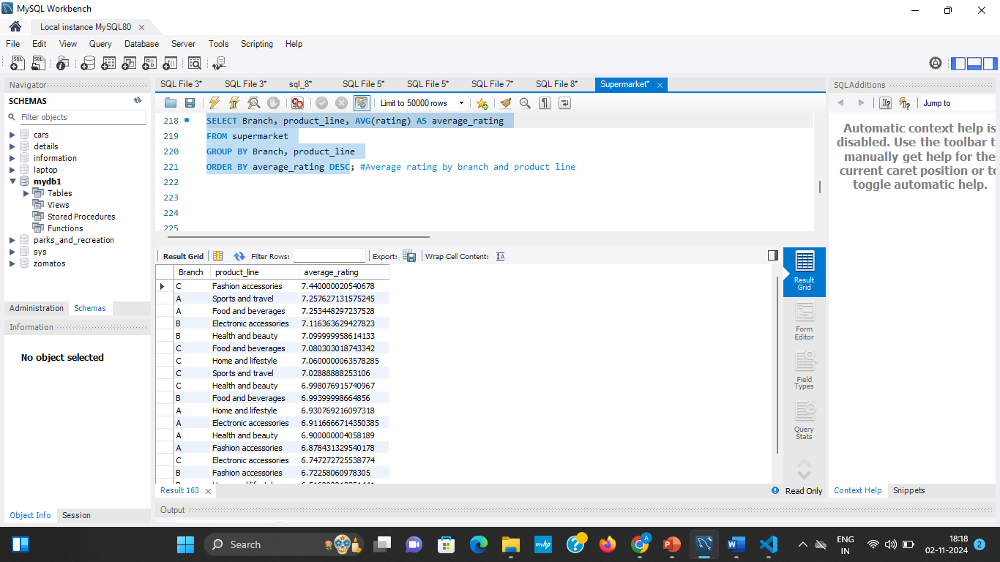 MySQL Workbench
Local instance MySQL80
File Edit View Query Database Server Tools Scripting Help
Navigator
SCHEMAS
Filter objects
cars
details
information
laptop
mydb1
Tables
Views
Stored Procedures
Functions
parks_and_recreation
sys
zomatos
Administration Schemas
Information
No object selected
Object Info Session
SQL File 3* SQL File 3* sql_8* SQL File 5* SQL File 5* SQL File 7* SQL File 8* Supermarket*
Limit to 50000 rows
218 SELECT Branch, product_line, AVG(rating) AS average_rating
219 FROM supermarket
220 GROUP BY Branch, product_line
221 ORDER BY average_rating DESC; #Average rating by branch and product line
222
223
224
225
Result Grid Filter Rows: Export: Wrap Cell Content:
Branch product_line average_rating
C Fashion accessories 7.440000020540678
A Sports and travel 7.257627131575245
A Food and beverages 7.253448297237528
B Electronic accessories 7.116363629427823
B Health and beauty 7.099999958614133
C Food and beverages 7.080303018743342
C Home and lifestyle 7.0600000063578285
C Sports and travel 7.02888888253106
C Health and beauty 6.998076915740967
B Food and beverages 6.99399998664856
A Home and lifestyle 6.930769216097318
A Electronic accessories 6.9116666714350385
A Health and beauty 6.900000004058189
A Fashion accessories 6.878431329540178
C Electronic accessories 6.747272725538774
B Fashion accessories 6.72258060978305
Result Grid
Form Editor
Field Types
Query Stats
Result 163
Read Only
Output
SQLAdditions
Jump to
Automatic context help is
disabled. Use the toolbar t
manually get help for the
current caret position or to
toggle automatic help.
Context Help Snippets
Search
ENG
IN
18:18
02-11-2024
2